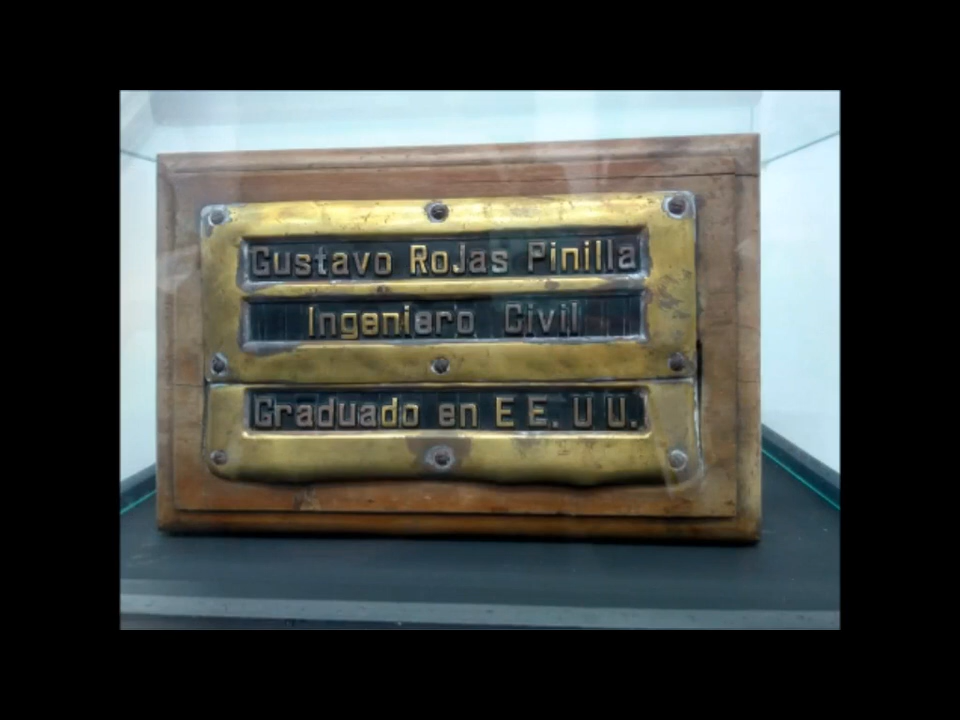 Gustavo RoJas Pinilla
Ingeniero Civil
Graduado en E E. U U.